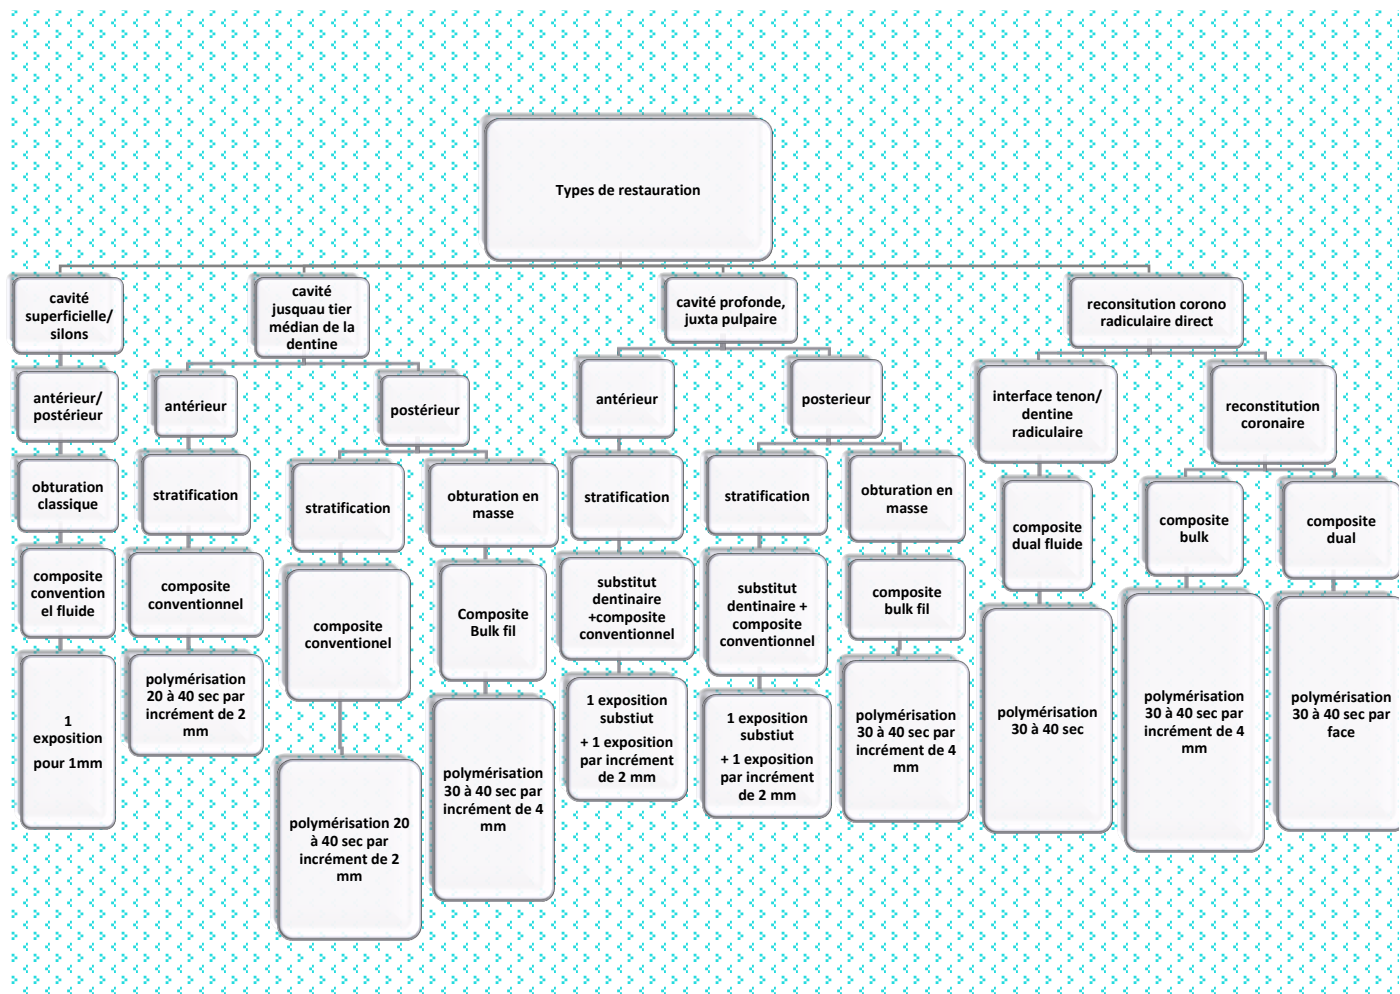 Types de restauration
cavité
superficielle/
silons
antérieur/
postérieur
obturation
classique
composite
convention
el fluide
1
exposition
pour 1mm
cavité
jusquau tier
médian de la
dentine
antérieur
stratification
composite
conventionnel
polymérisation
20 à 40 sec par
incrément de 2
mm
postérieur
stratification
composite
conventionel
polymérisation 20
à 40 sec par
incrément de 2
mm
obturation en
masse
Composite
Bulk fil
polymérisation
30 à 40 sec par
incrément de 4
mm
cavité profonde,
juxta pulpaire
antérieur
stratification
substitut
dentinaire
+composite
conventionnel
1 exposition
substiut
+ 1 exposition
par incrément
de 2 mm
posterieur
stratification
substitut
dentinaire +
composite
conventionnel
1 exposition
substiut
+ 1 exposition
par incrément
de 2 mm
obturation en
masse
composite
bulk fil
polymérisation
30 à 40 sec par
incrément de 4
mm
reconsitution corono
radiculaire direct
interface tenon/
dentine
radiculaire
composite
dual fluide
polymérisation
30 à 40 sec
reconstitution
coronaire
composite
bulk
polymérisation
30 à 40 sec par
incrément de 4
mm
composite
dual
polymérisation
30 à 40 sec par
face